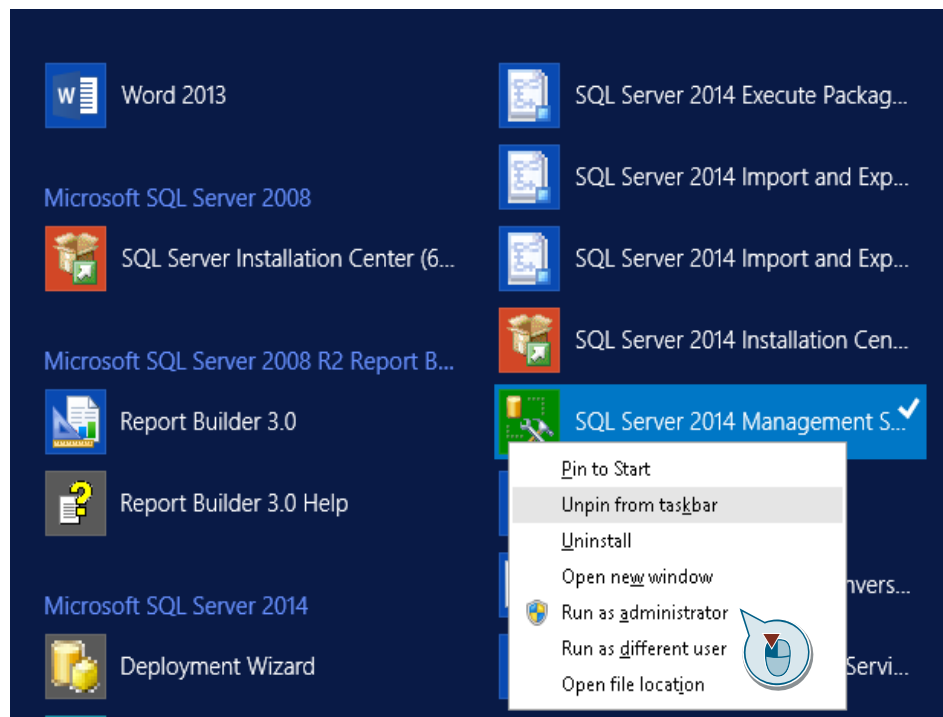 Word 2013
Microsoft SQL Server 2008
SQL Server Installation Center (6...
Microsoft SQL Server 2008 R2 Report B...
Report Builder 3.0
Report Builder 3.0 Help
Microsoft SQL Server 2014
Deployment Wizard
SQL Server 2014 Execute Packag...
SQL Server 2014 Import and Exp...
SQL Server 2014 Import and Exp...
SQL Server 2014 Installation Cen...
SQL Server 2014 Management S...
Pin to Start
Unpin from taskbar
Uninstall
Open new window
nvers...
Run as administrator
Run as different user
Servi...
Open file location